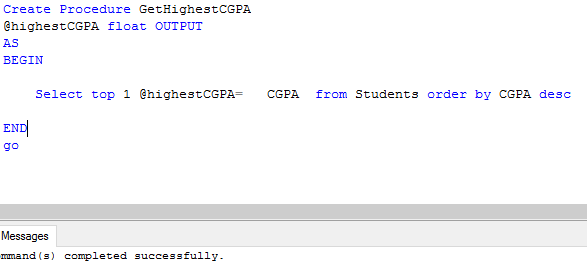 Create Procedure GetHighestCGPA
@highestCGPA float OUTPUT
AS
BEGIN
Select top 1 @highestCGPA= CGPA from Students order by CGPA desc
END
go
Messages
mmand(s) completed successfully.